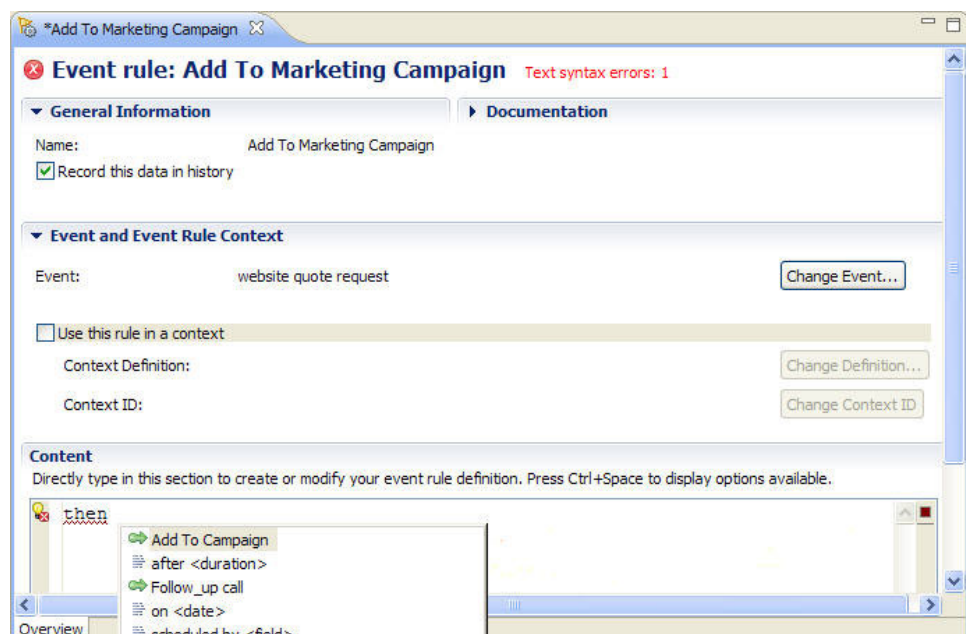 *Add To Marketing Campaign
Event rule: Add To Marketing Campaign Text syntax errors: 1
General Information
Documentation
Name: Add To Marketing Campaign
Record this data in history
Event and Event Rule Context
Event: website quote request Change Event...
Use this rule in a context
Context Definition: Change Definition...
Context ID: Change Context ID
Content
Directly type in this section to create or modify your event rule definition. Press Ctrl+Space to display options available.
then
Add To Campaign
after <duration>
Follow_up call
on <date>
scheduled by <field>
Overview